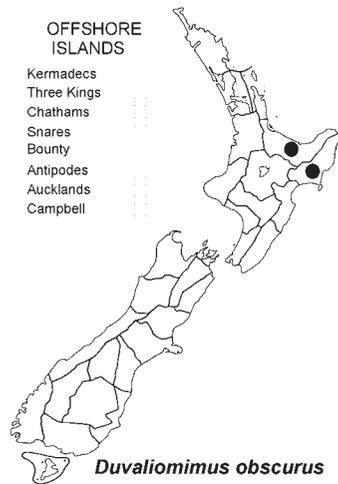 OFFSHORE
ISLANDS
Kermadecs
Three Kings
Chathams
Snares
Bounty
Antipodes
Aucklands
Campbell
Duvaliomimus obscurus